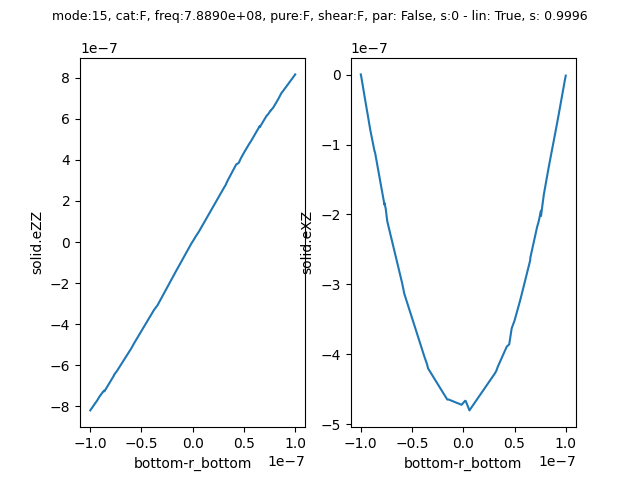 mode:15, cat:F, freq:7.8890e+08, pure:F, shear:F, par: False, s:0 - lin: True, s: 0.9996
1e−7
8
6
4
2
0
−2
−4
−6
−8
solid.eZZ
−1.0 −0.5 0.0 0.5 1.0
bottom-r_bottom 1e−7
1e−7
0
−1
−2
−3
−4
−5
solid.eXZ
−1.0 −0.5 0.0 0.5 1.0
bottom-r_bottom 1e−7